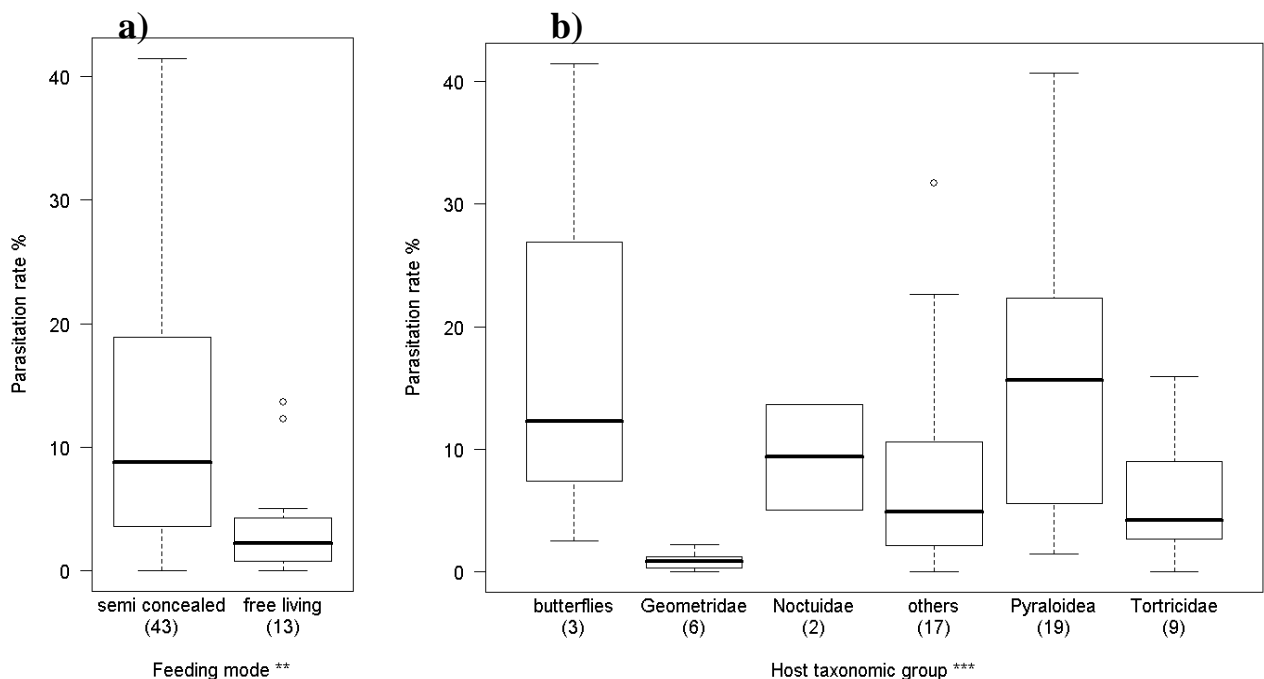 a)
40
30
20
10
0
Parasitation rate %
semi concealed free living
(43) (13)
Feeding mode **
b)
40
30
20
10
0
Parasitation rate %
butterflies Geometridae Noctuidae others Pyraloidea Tortricidae
(3) (6) (2) (17) (19) (9)
Host taxonomic group ***